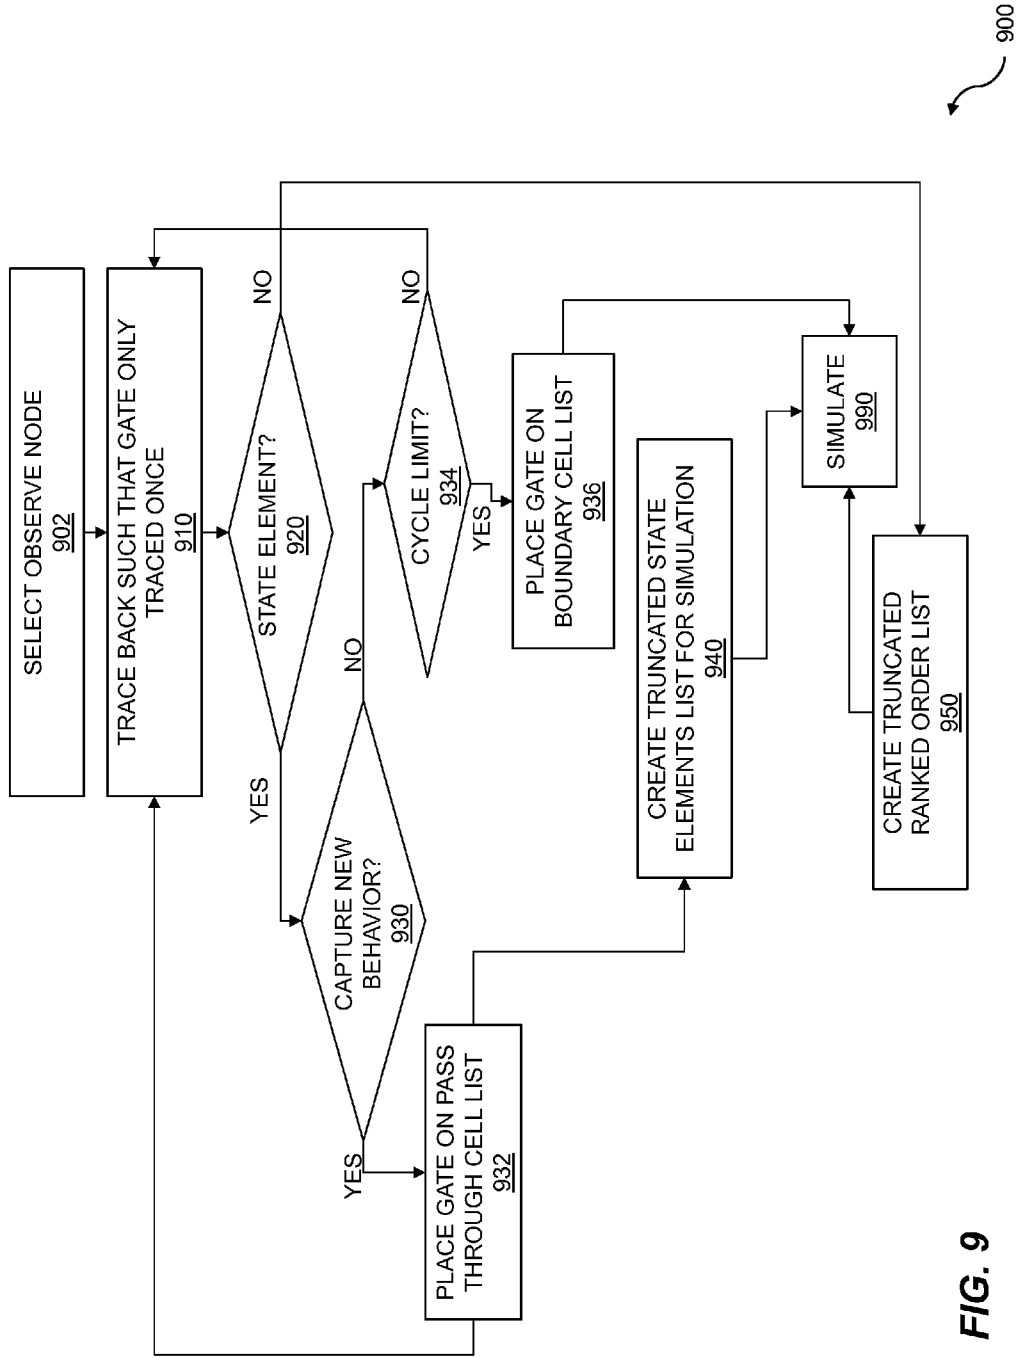 SELECT OBSERVE NODE
902
TRACE BACK SUCH THAT GATE ONLY
TRACED ONCE
910
STATE ELEMENT?
920
YES
NO
CAPTURE NEW
BEHAVIOR?
930
YES
NO
PLACE GATE ON PASS
THROUGH CELL LIST
932
CYCLE LIMIT?
934
NO
YES
PLACE GATE ON
BOUNDARY CELL LIST
936
CREATE TRUNCATED STATE
ELEMENTS LIST FOR SIMULATION
940
SIMULATE
990
CREATE TRUNCATED
RANKED ORDER LIST
950
900
FIG. 9